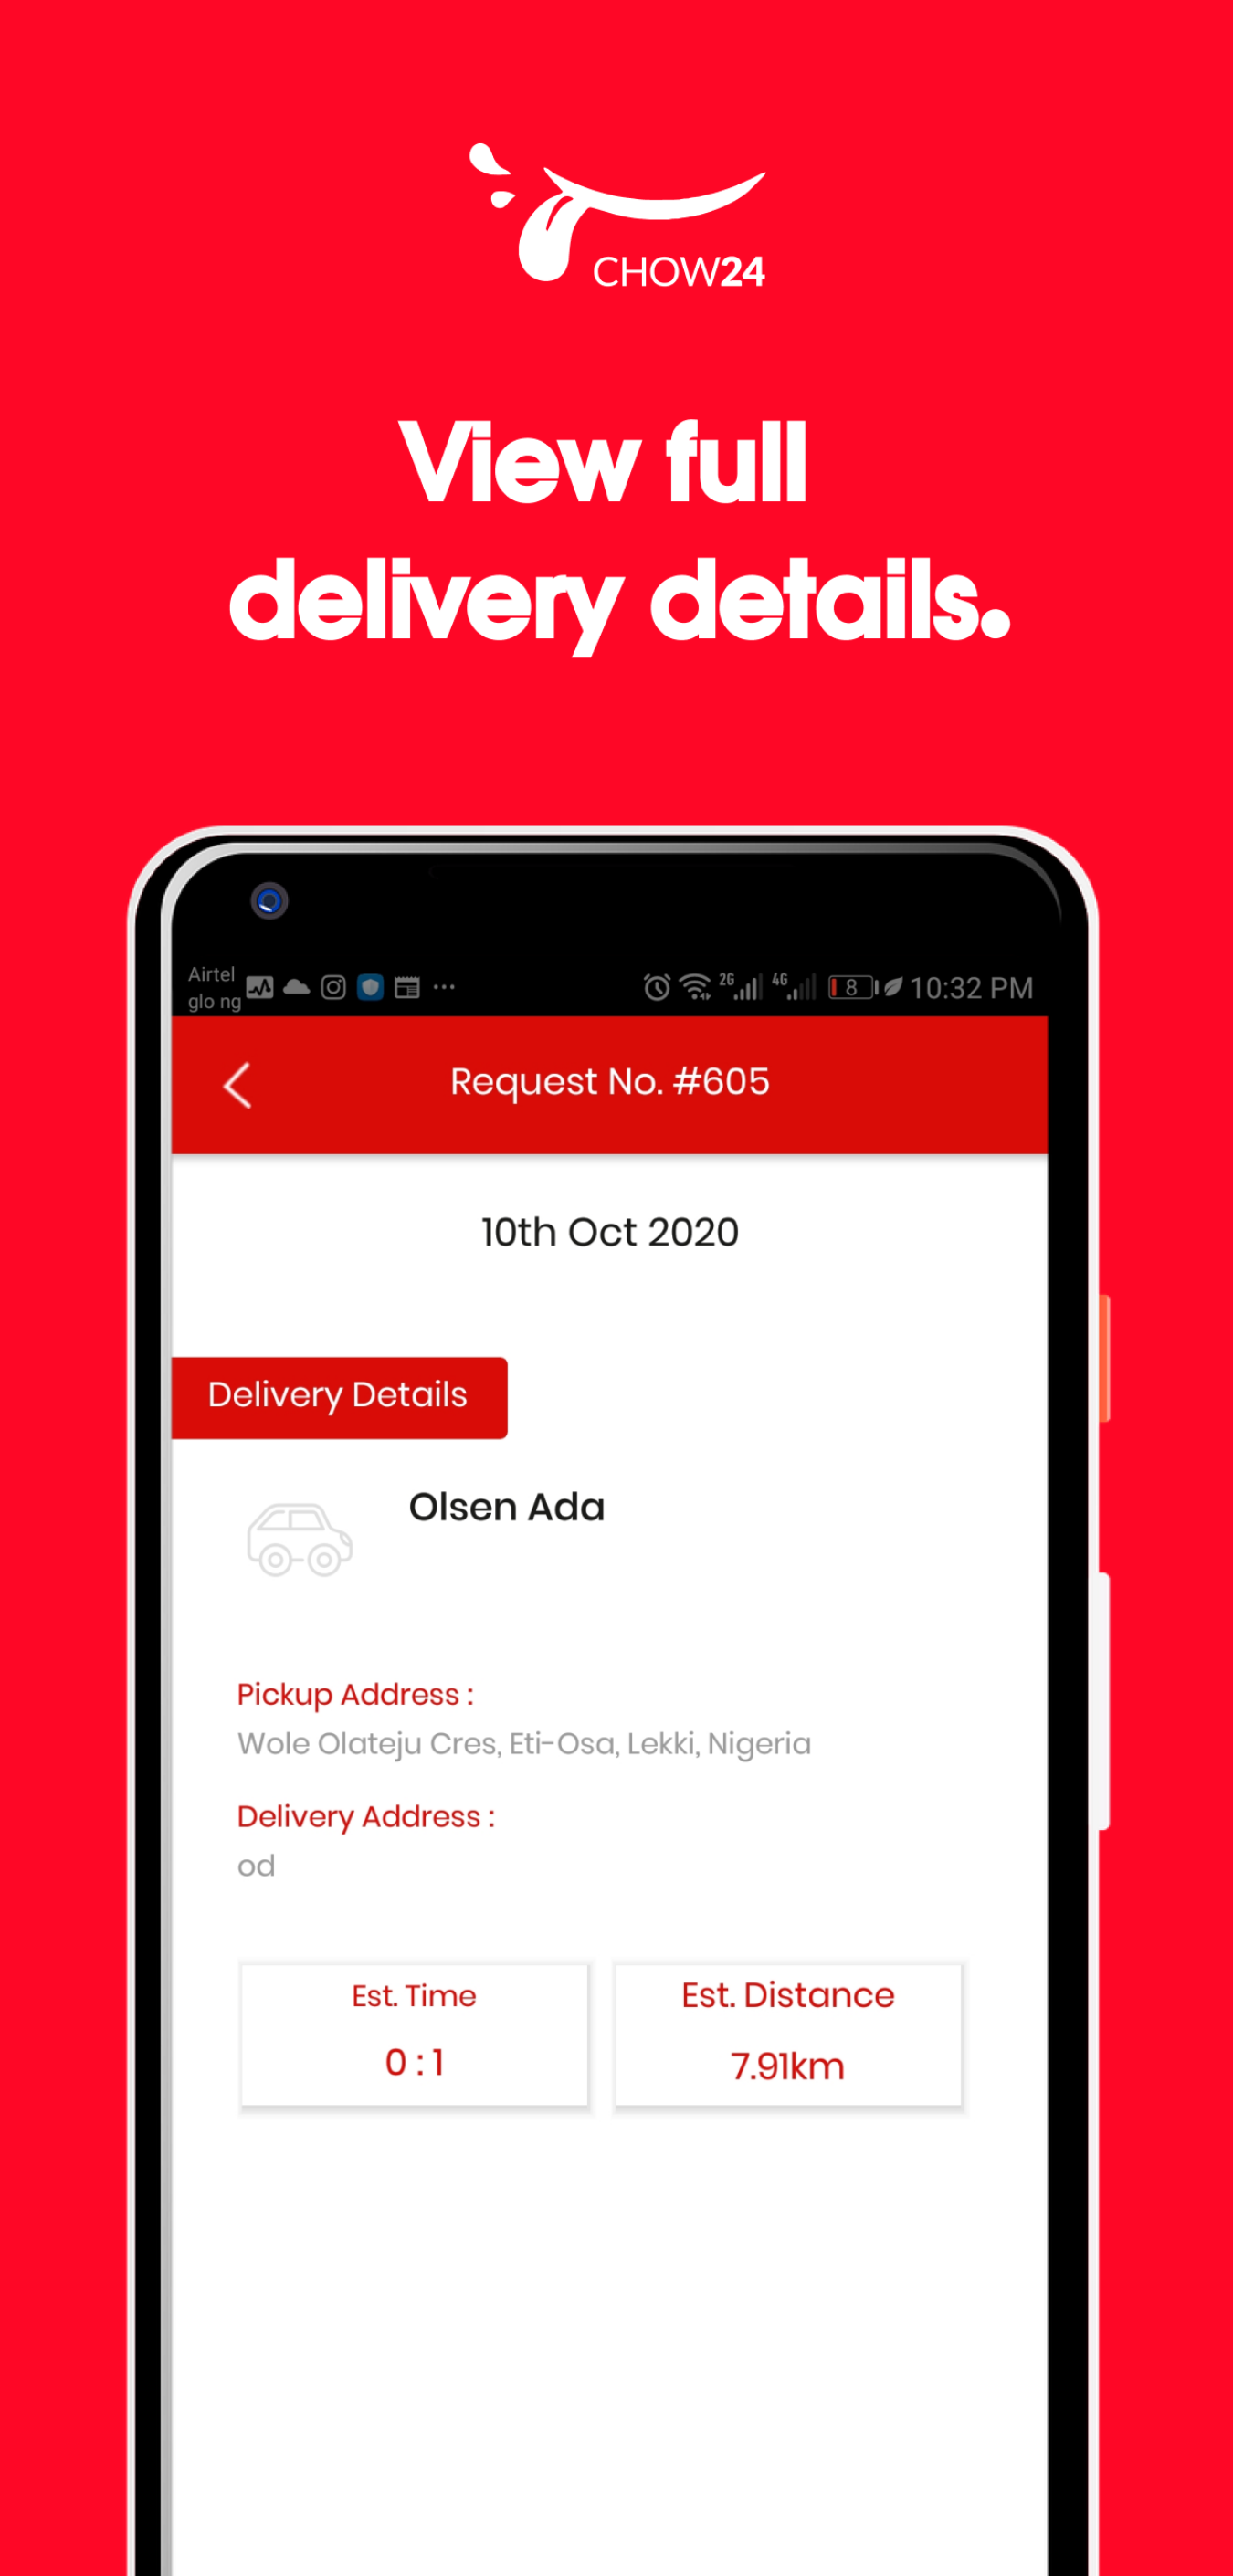 CHOW24
View full
delivery details.
Airtel
glo ng
2G
4G
8
10:32 PM
Request No. #605
10th Oct 2020
Delivery Details
Olsen Ada
Pickup Address :
Wole Olateju Cres, Eti-Osa, Lekki, Nigeria
Delivery Address :
od
Est. Time
0 : 1
Est. Distance
7.91km